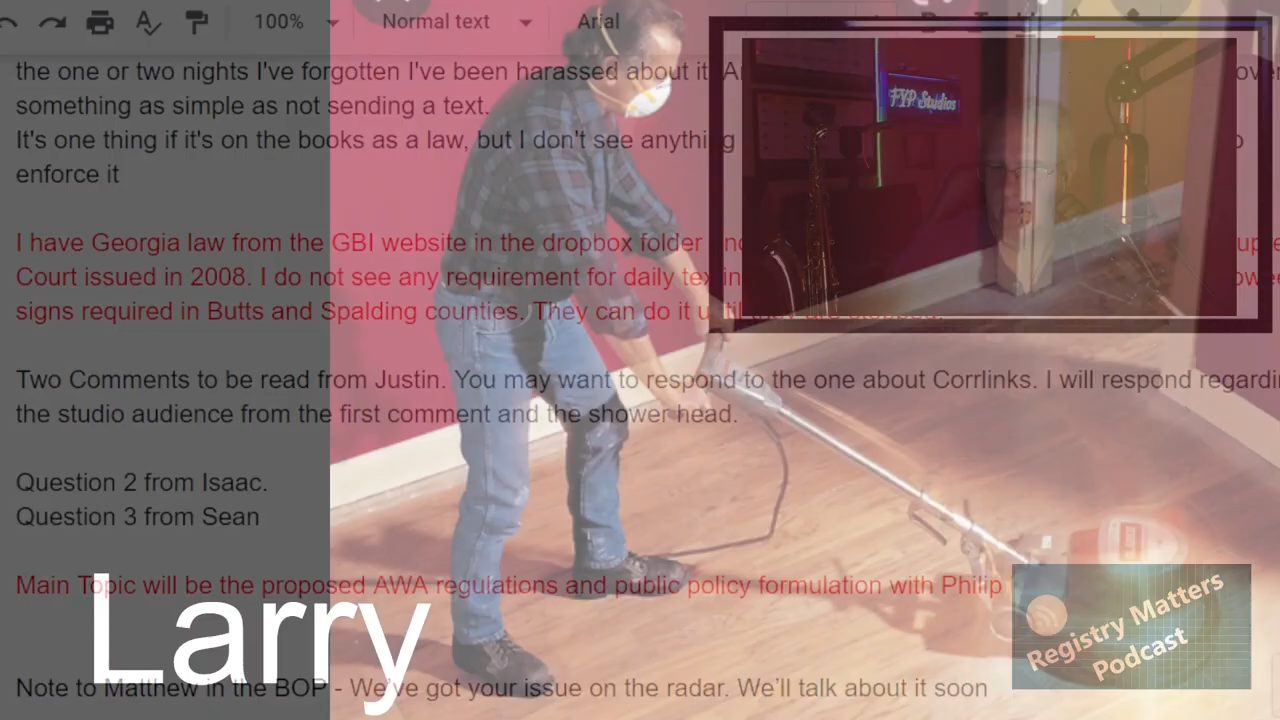 100% Normal text Arial
the one or two nights I've forgotten I've been harassed about it.
something as simple as not sending a text.
It's one thing if it's on the books as a law, but I don't see anything
enforce it
FYP Studios
I have Georgia law from the GBI website in the dropbox folder
Court issued in 2008. I do not see any requirement for daily
signs required in Butts and Spalding counties. They can do it
Two Comments to be read from Justin. You may want to respond to the one about Corrlinks. I will respond
the studio audience from the first comment and the shower head.
Question 2 from Isaac.
Question 3 from Sean
Main Topic will be the proposed AWA regulations and public policy formulation with Philip
Larry
Registry Matters
Podcast
Note to Matthew in the BOP - We've got your issue on the radar. We'll talk about it soon